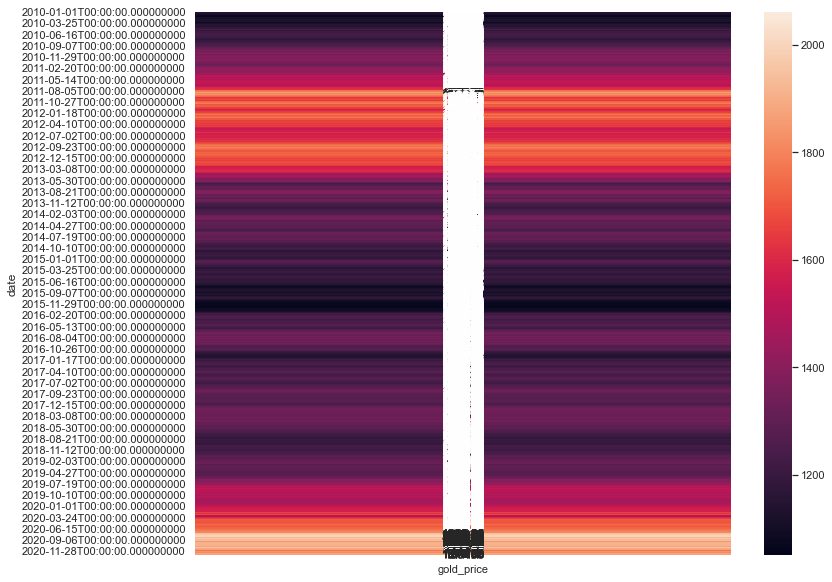 2010-01-01T00:00:00.000000000
2010-03-25T00:00:00.000000000
2010-06-16T00:00:00.000000000
2010-09-07T00:00:00.000000000
2010-11-29T00:00:00.000000000
2011-02-20T00:00:00.000000000
2011-05-14T00:00:00.000000000
2011-08-05T00:00:00.000000000
2011-10-27T00:00:00.000000000
2012-01-18T00:00:00.000000000
2012-04-10T00:00:00.000000000
2012-07-02T00:00:00.000000000
2012-09-23T00:00:00.000000000
2012-12-15T00:00:00.000000000
2013-03-08T00:00:00.000000000
2013-05-30T00:00:00.000000000
2013-08-21T00:00:00.000000000
2013-11-12T00:00:00.000000000
2014-02-03T00:00:00.000000000
2014-04-27T00:00:00.000000000
2014-07-19T00:00:00.000000000
2014-10-10T00:00:00.000000000
2015-01-01T00:00:00.000000000
2015-03-25T00:00:00.000000000
2015-06-16T00:00:00.000000000
2015-09-07T00:00:00.000000000
2015-11-29T00:00:00.000000000
2016-02-20T00:00:00.000000000
2016-05-13T00:00:00.000000000
2016-08-04T00:00:00.000000000
2016-10-26T00:00:00.000000000
2017-01-17T00:00:00.000000000
2017-04-10T00:00:00.000000000
2017-07-02T00:00:00.000000000
2017-09-23T00:00:00.000000000
2017-12-15T00:00:00.000000000
2018-03-08T00:00:00.000000000
2018-05-30T00:00:00.000000000
2018-08-21T00:00:00.000000000
2018-11-12T00:00:00.000000000
2019-02-03T00:00:00.000000000
2019-04-27T00:00:00.000000000
2019-07-19T00:00:00.000000000
2019-10-10T00:00:00.000000000
2020-01-01T00:00:00.000000000
2020-03-24T00:00:00.000000000
2020-06-15T00:00:00.000000000
2020-09-06T00:00:00.000000000
2020-11-28T00:00:00.000000000
date
gold_price
2000
1800
1600
1400
1200